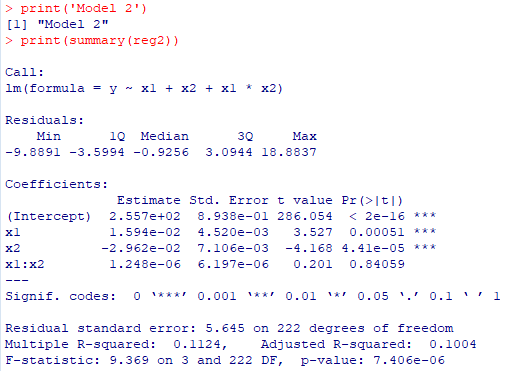 > print('Model 2')
[1] "Model 2"
> print(summary(reg2))
Call:
lm(formula = y ~ x1 + x2 + x1 * x2)
Residuals:
Min 1Q Median 3Q Max
-9.8891 -3.5994 -0.9256 3.0944 18.8837
Coefficients:
Estimate Std. Error t value Pr(>|t|)
(Intercept) 2.557e+02 8.938e-01 286.054 < 2e-16 ***
x1 1.594e-02 4.520e-03 3.527 0.00051 ***
x2 -2.962e-02 7.106e-03 -4.168 4.41e-05 ***
x1:x2 1.248e-06 6.197e-06 0.201 0.84059
---
Signif. codes: 0 ‘***’ 0.001 ‘**’ 0.01 ‘*’ 0.05 ‘.’ 0.1 ‘ ’ 1
Residual standard error: 5.645 on 222 degrees of freedom
Multiple R-squared: 0.1124, Adjusted R-squared: 0.1004
F-statistic: 9.369 on 3 and 222 DF, p-value: 7.406e-06